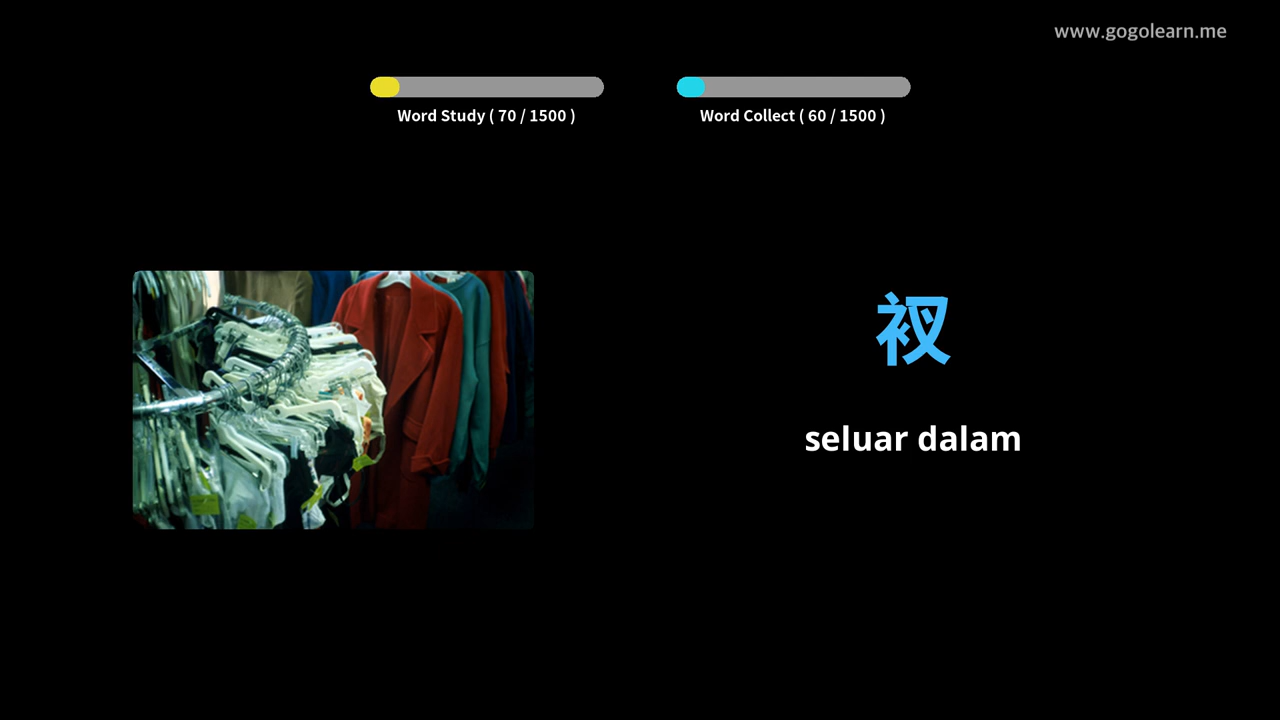 www.gogolearn.me
Word Study ( 70 / 1500 )
Word Collect ( 60 / 1500 )
衩
seluar dalam